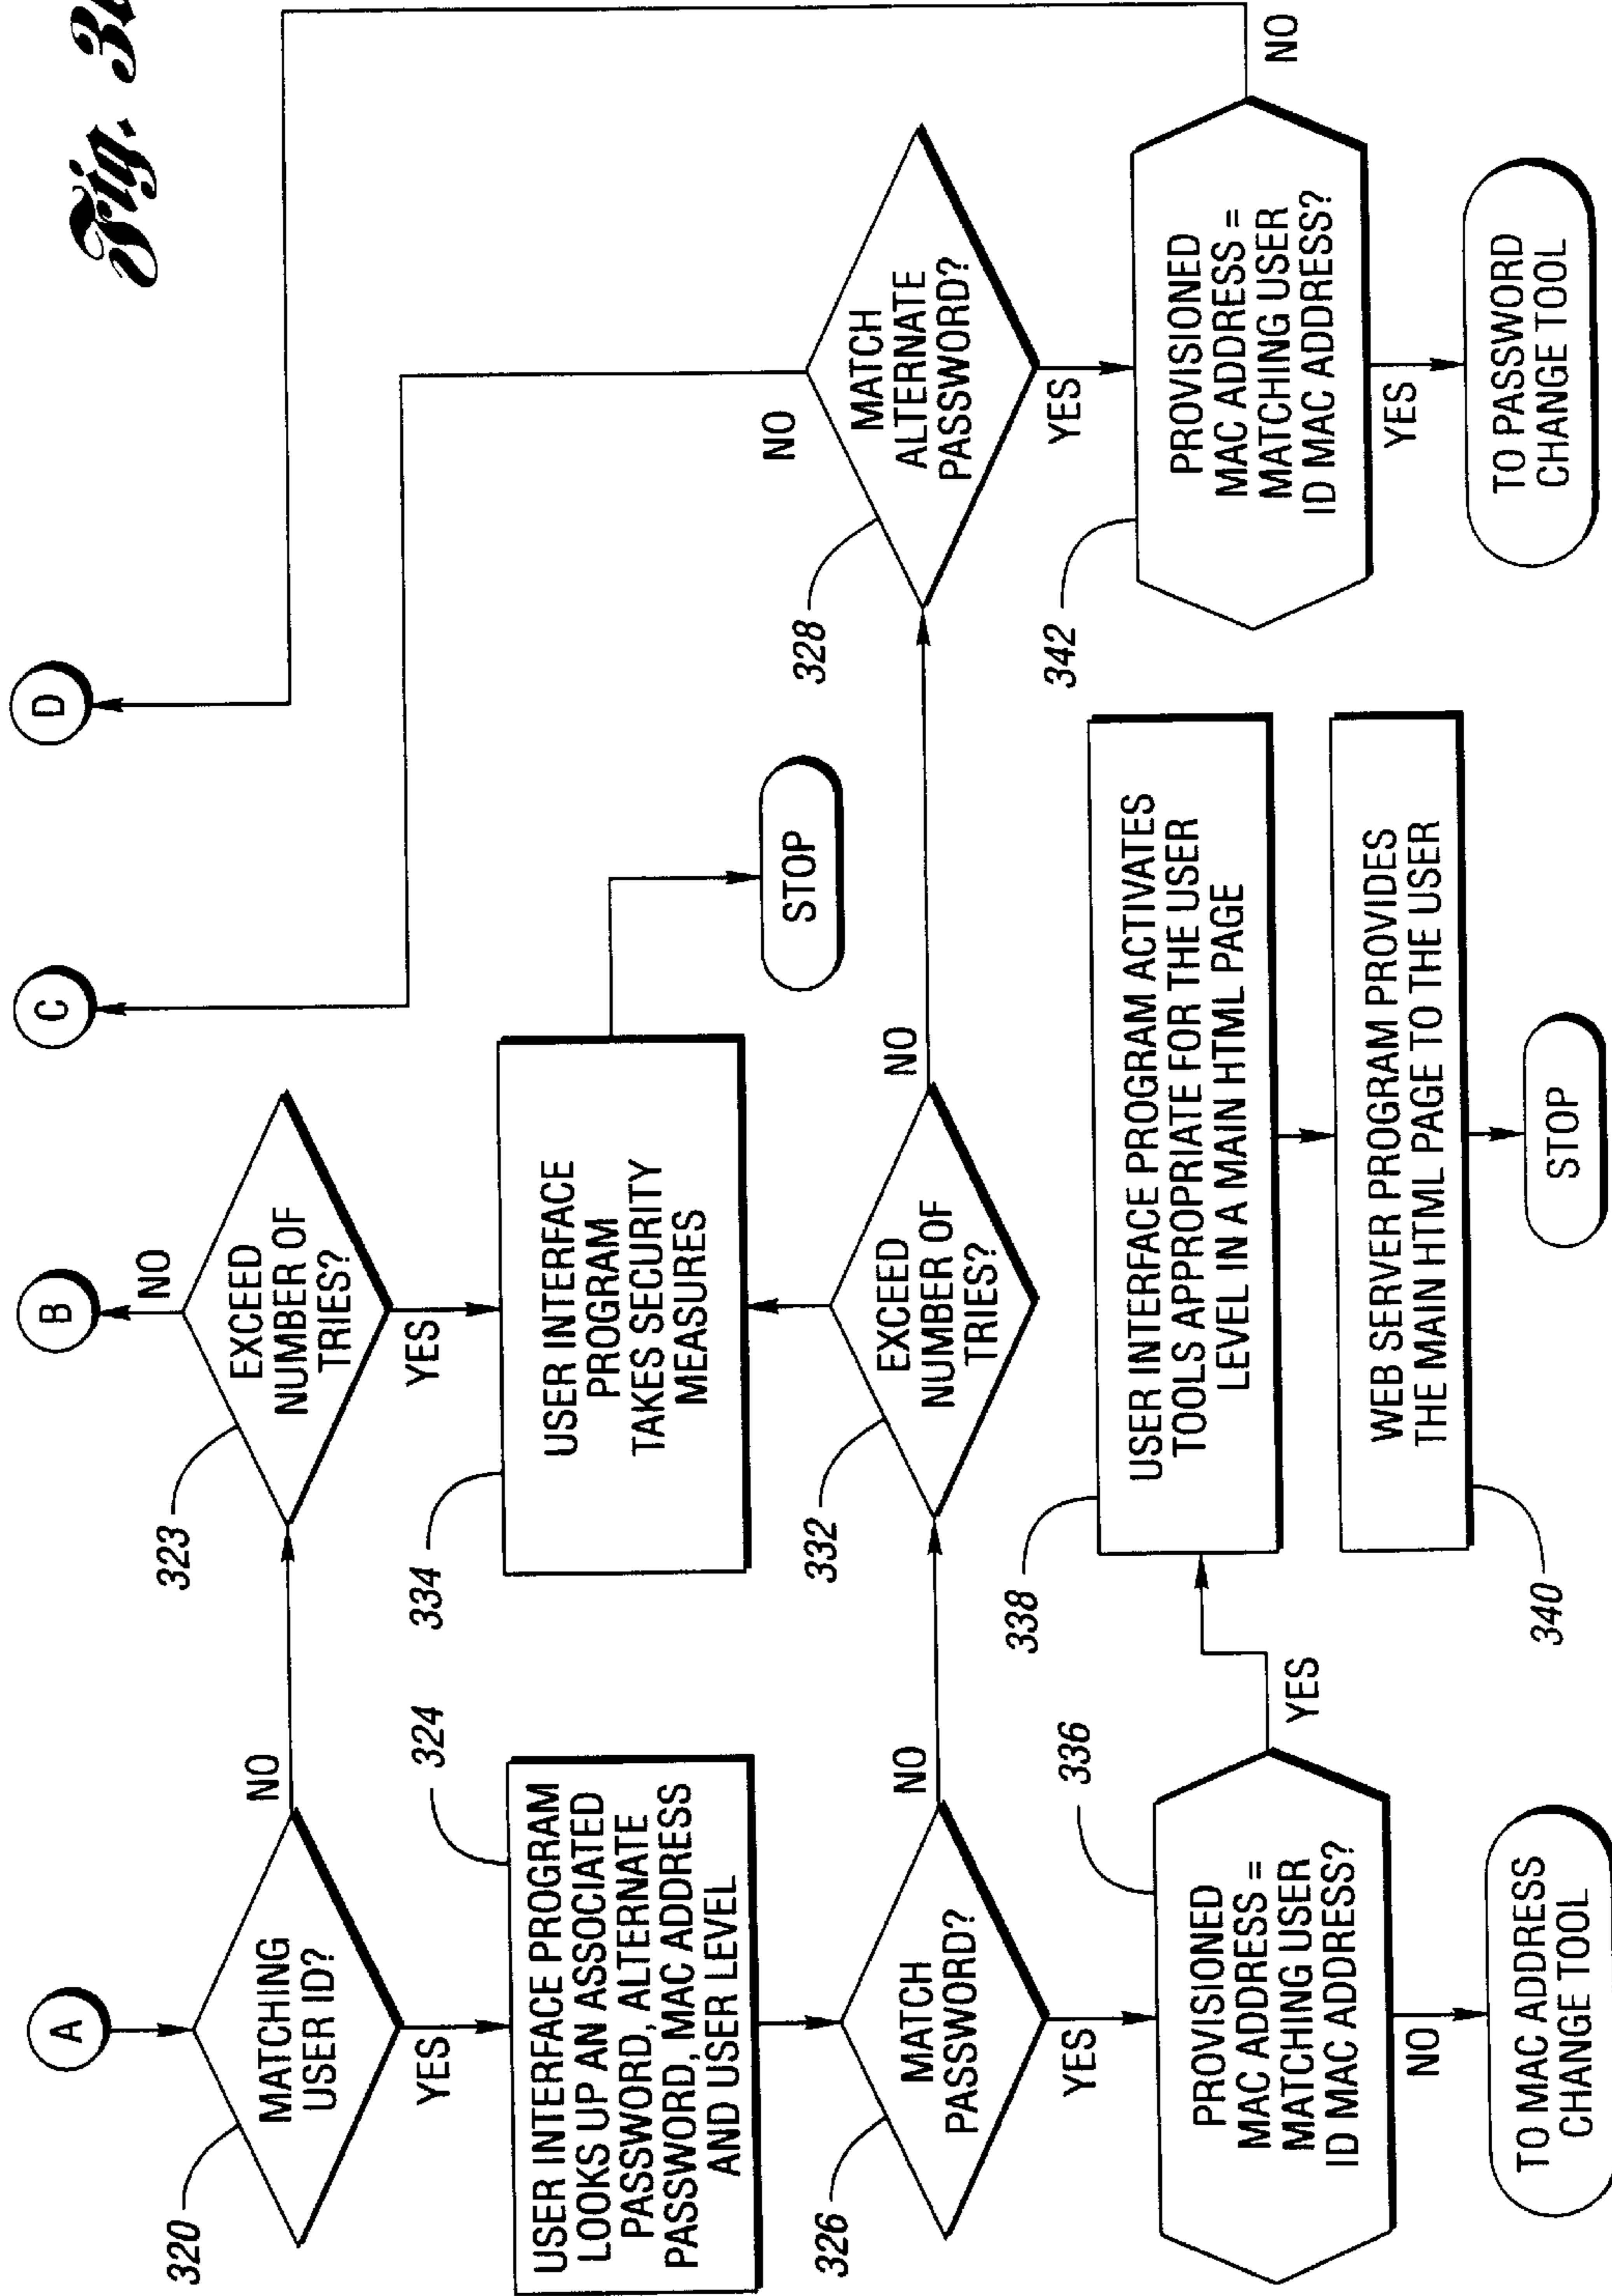 Fig. 3
A
B
C
D
320
MATCHING
USER ID?
NO
YES
323
EXCEED
NUMBER OF
TRIES?
NO
YES
324
USER INTERFACE PROGRAM
LOOKS UP AN ASSOCIATED
PASSWORD, ALTERNATE
PASSWORD, MAC ADDRESS
AND USER LEVEL
334
USER INTERFACE
PROGRAM
TAKES SECURITY
MEASURES
STOP
326
MATCH
PASSWORD?
NO
YES
332
EXCEED
NUMBER OF
TRIES?
NO
328
MATCH
ALTERNATE
PASSWORD?
NO
YES
336
PROVISIONED
MAC ADDRESS =
MATCHING USER
ID MAC ADDRESS?
YES
NO
338
USER INTERFACE PROGRAM ACTIVATES
TOOLS APPROPRIATE FOR THE USER
LEVEL IN A MAIN HTML PAGE
342
PROVISIONED
MAC ADDRESS =
MATCHING USER
ID MAC ADDRESS?
NO
YES
340
WEB SERVER PROGRAM PROVIDES
THE MAIN HTML PAGE TO THE USER
TO MAC ADDRESS
CHANGE TOOL
STOP
TO PASSWORD
CHANGE TOOL